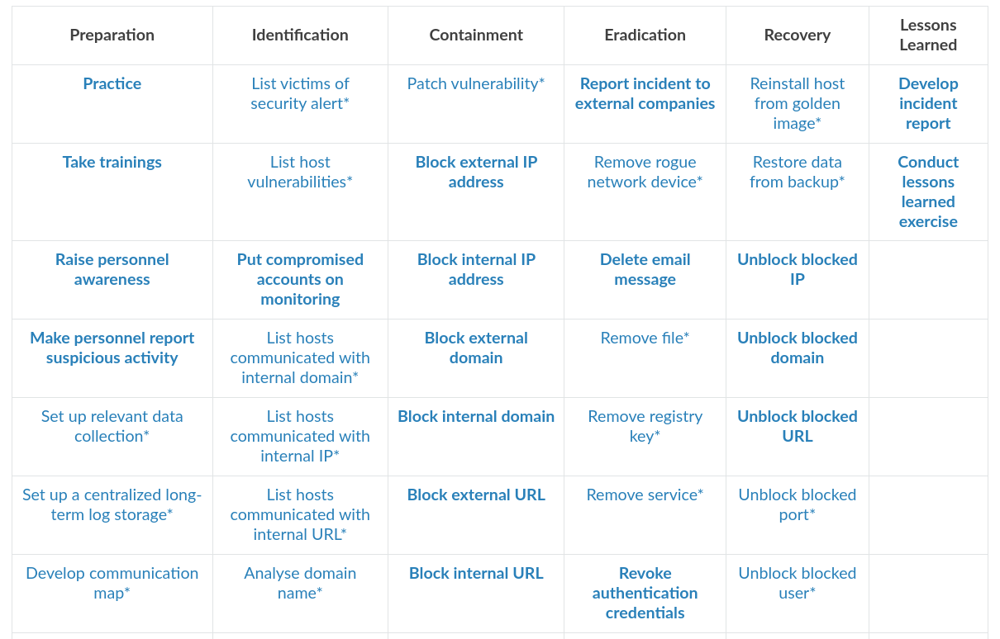 Preparation
Identification
Containment
Eradication
Recovery
Lessons
Learned
Practice
List victims of
security alert*
Patch vulnerability*
Report incident to
external companies
Reinstall host
from golden
image*
Develop
incident
report
Take trainings
List host
vulnerabilities*
Block external IP
address
Remove rogue
network device*
Restore data
from backup*
Conduct
lessons
learned
exercise
Raise personnel
awareness
Put compromised
accounts on
monitoring
Block internal IP
address
Delete email
message
Unblock blocked
IP
Make personnel report
suspicious activity
List hosts
communicated with
internal domain*
Block external
domain
Remove file*
Unblock blocked
domain
Set up relevant data
collection*
List hosts
communicated with
internal IP*
Block internal domain
Remove registry
key*
Unblock blocked
URL
Set up a centralized long-
term log storage*
List hosts
communicated with
internal URL*
Block external URL
Remove service*
Unblock blocked
port*
Develop communication
map*
Analyse domain
name*
Block internal URL
Revoke
authentication
credentials
Unblock blocked
user*